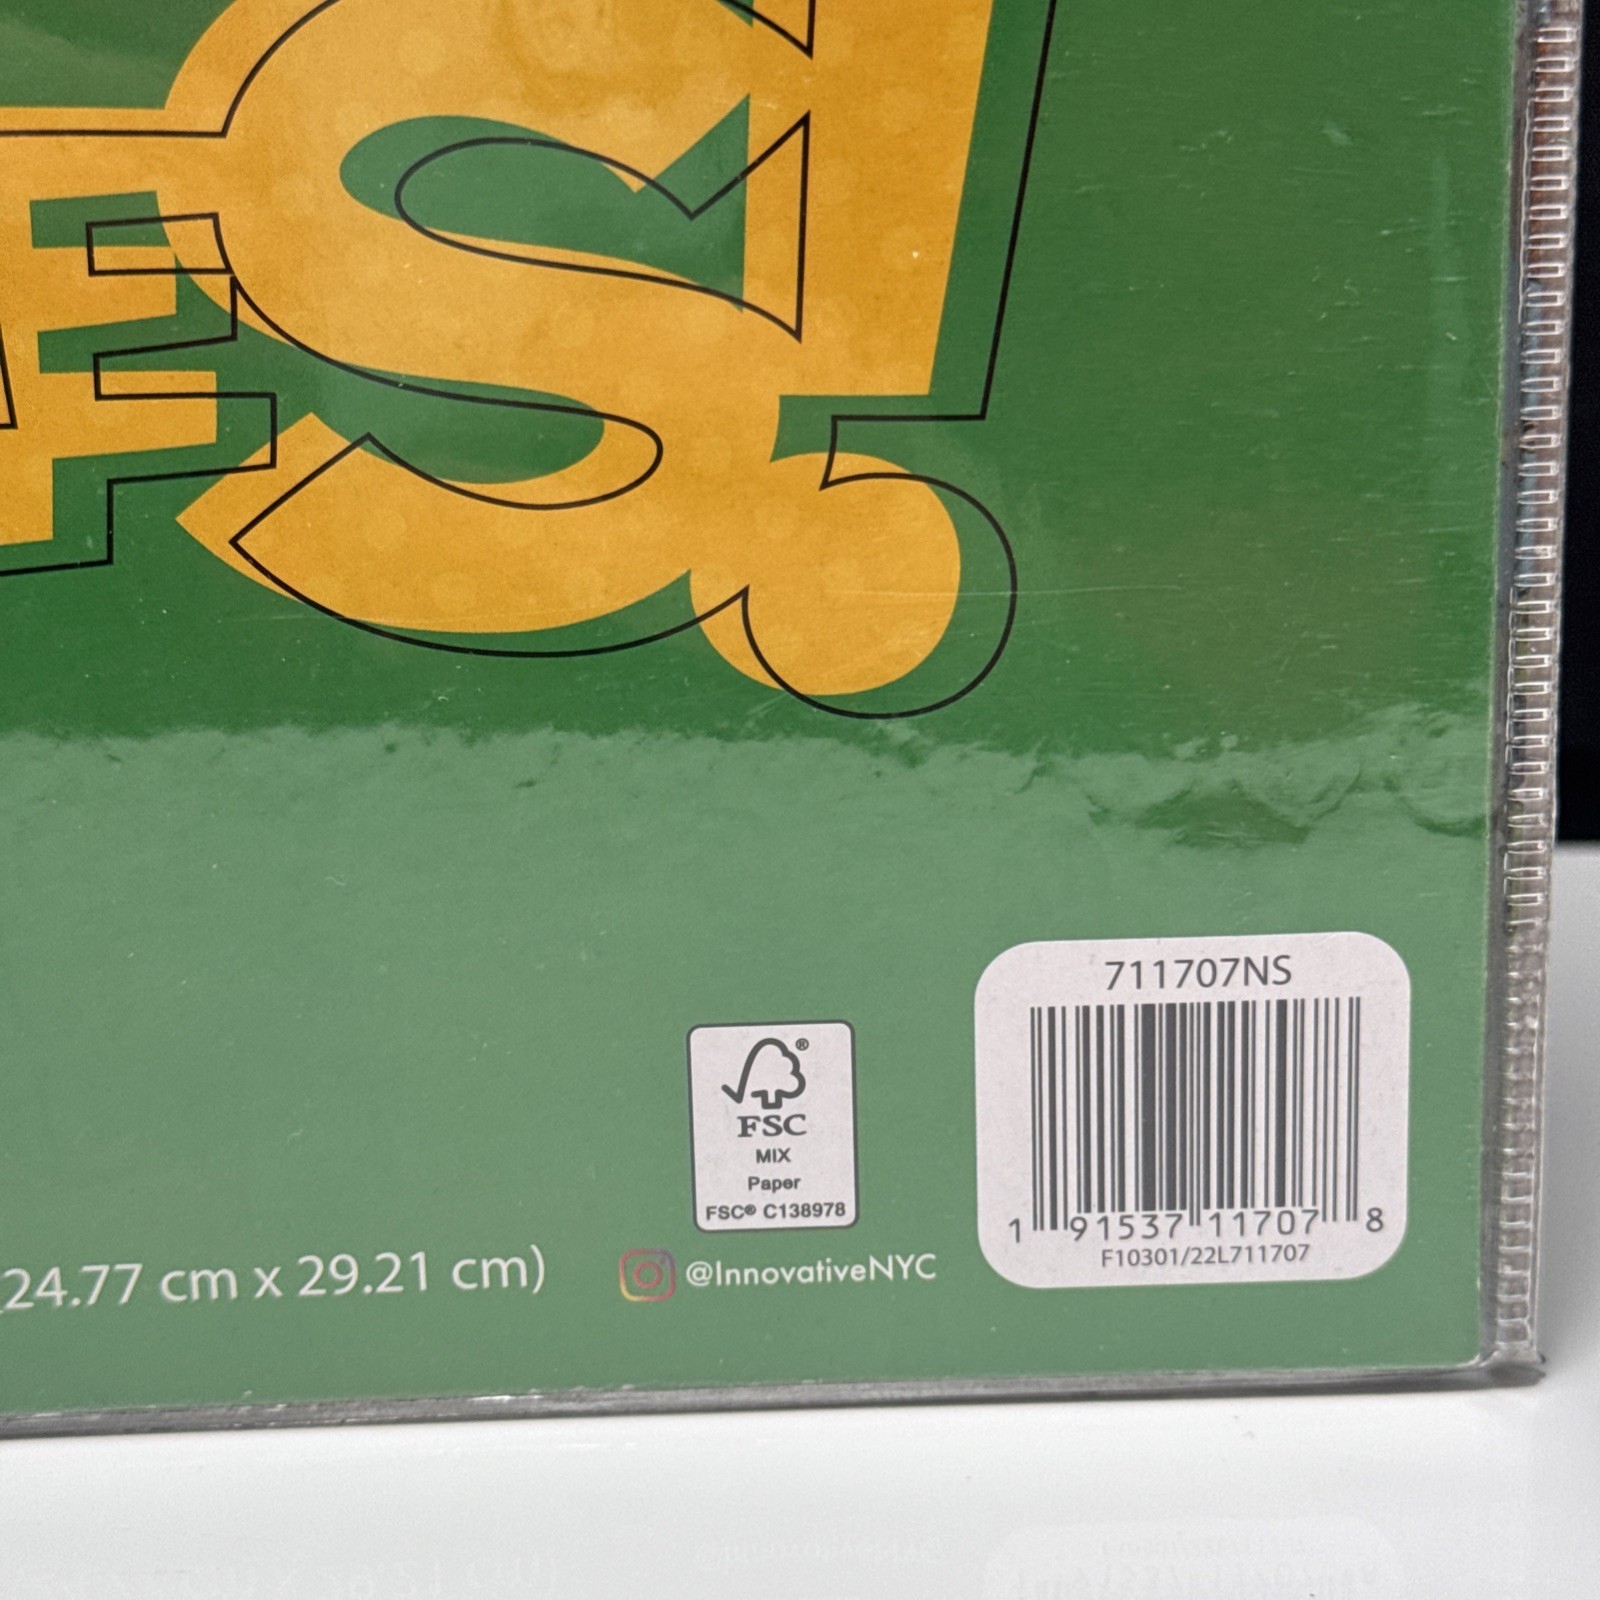 FS!
711707NS
®
FSC
MIX
Paper
FSC® C138978
1 91537 11707 8
F10301/22L711707
(24.77 cm x 29.21 cm)
@InnovativeNYC